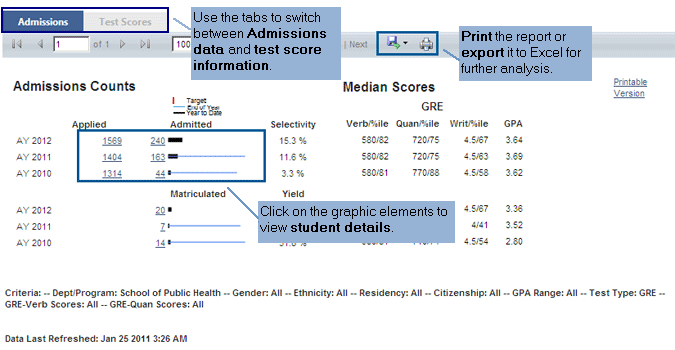 Admissions Test Scores
Use the tabs to switch
between Admissions
data and test score
information.
1 of 1 100 | Next
Print the report or
export it to Excel for
further analysis.
Admissions Counts
Median Scores
Printable
Version
Target
End of Year
Year to Date
GRE
Applied Admitted Selectivity Verb/%ile Quan/%ile Writ/%ile GPA
AY 2012 1569 240 15.3 % 580/82 720/75 4.5/67 3.64
AY 2011 1404 163 11.6 % 580/82 720/75 4.5/63 3.69
AY 2010 1314 44 3.3 % 580/81 770/88 4.5/58 3.62
Matriculated Yield
AY 2012 20 4.5/67 3.36
AY 2011 7 4/41 3.52
AY 2010 14 4.5/54 2.80
Click on the graphic elements to
view student details.
Criteria: -- Dept/Program: School of Public Health -- Gender: All -- Ethnicity: All -- Residency: All -- Citizenship: All -- GPA Range: All -- Test Type: GRE --
GRE-Verb Scores: All -- GRE-Quan Scores: All
Data Last Refreshed: Jan 25 2011 3:26 AM